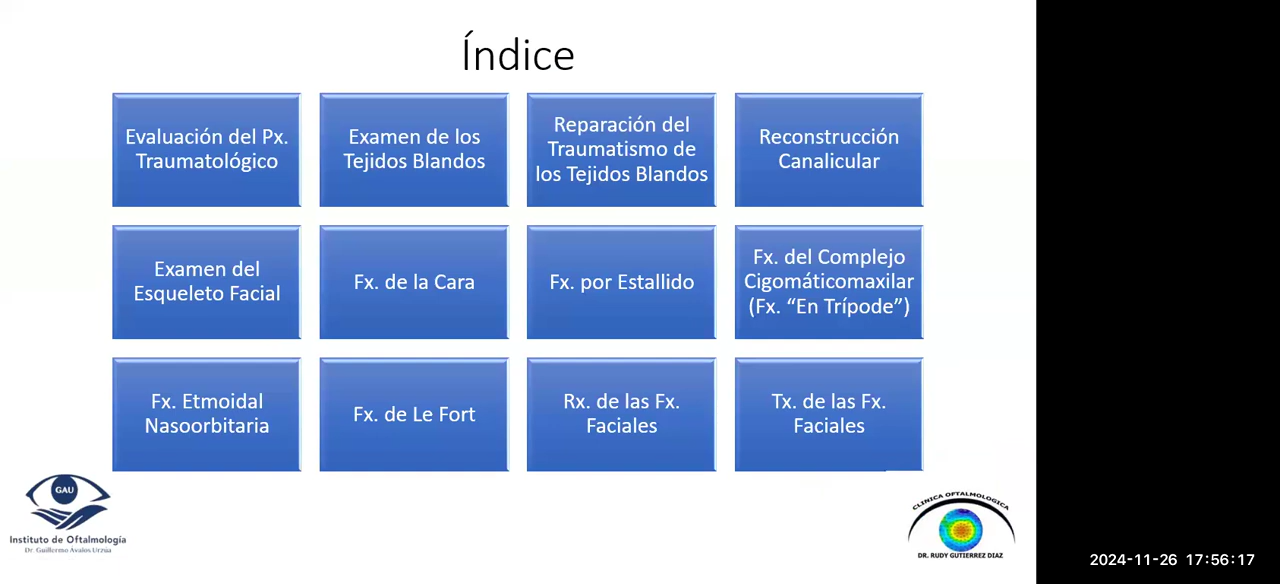 Índice
Evaluación del Px.
Traumatológico
Examen de los
Tejidos Blandos
Reparación del
Traumatismo de
los Tejidos Blandos
Reconstrucción
Canalicular
Examen del
Esqueleto Facial
Fx. de la Cara
Fx. por Estallido
Fx. del Complejo
Cigomáticomaxilar
(Fx. “En Trípode”)
Fx. Etmoidal
Nasoorbitaria
Fx. de Le Fort
Rx. de las Fx.
Faciales
Tx. de las Fx.
Faciales
GAU
Instituto de Oftalmología
Dr. Guillermo Avalos Urzua
CLINICA OFTALMOLOGICA
DR. RUDY GUTIERREZ DIAZ
2024-11-26 17:56:17